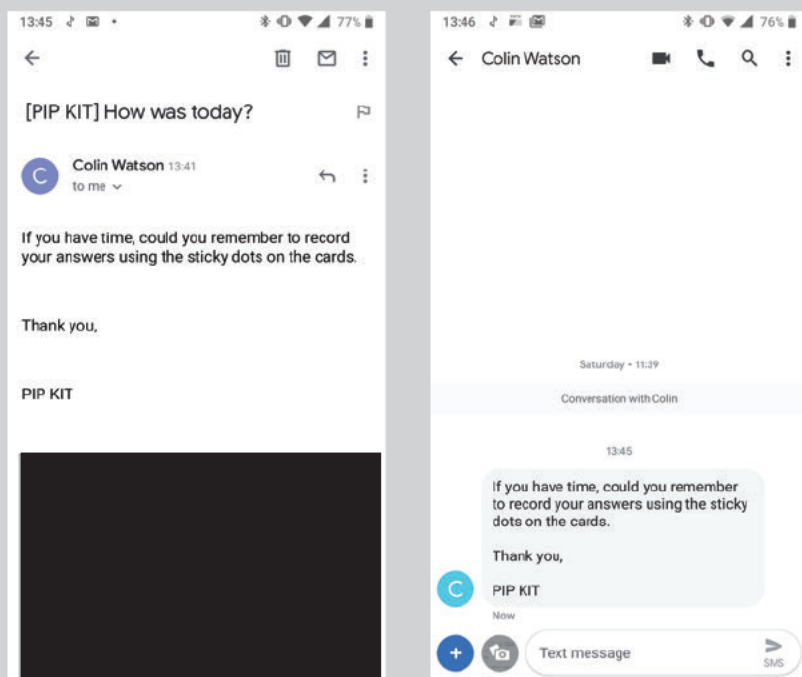 13:45
77%
[PIP KIT] How was today?
C
Colin Watson 13:41
to me
If you have time, could you remember to record
your answers using the sticky dots on the cards.
Thank you,
PIP KIT
13:46
76%
Colin Watson
Saturday • 11:39
Conversation with Colin
13:45
If you have time, could you remember
to record your answers using the sticky
dots on the cards.
Thank you,
PIP KIT
C
Now
Text message
SMS